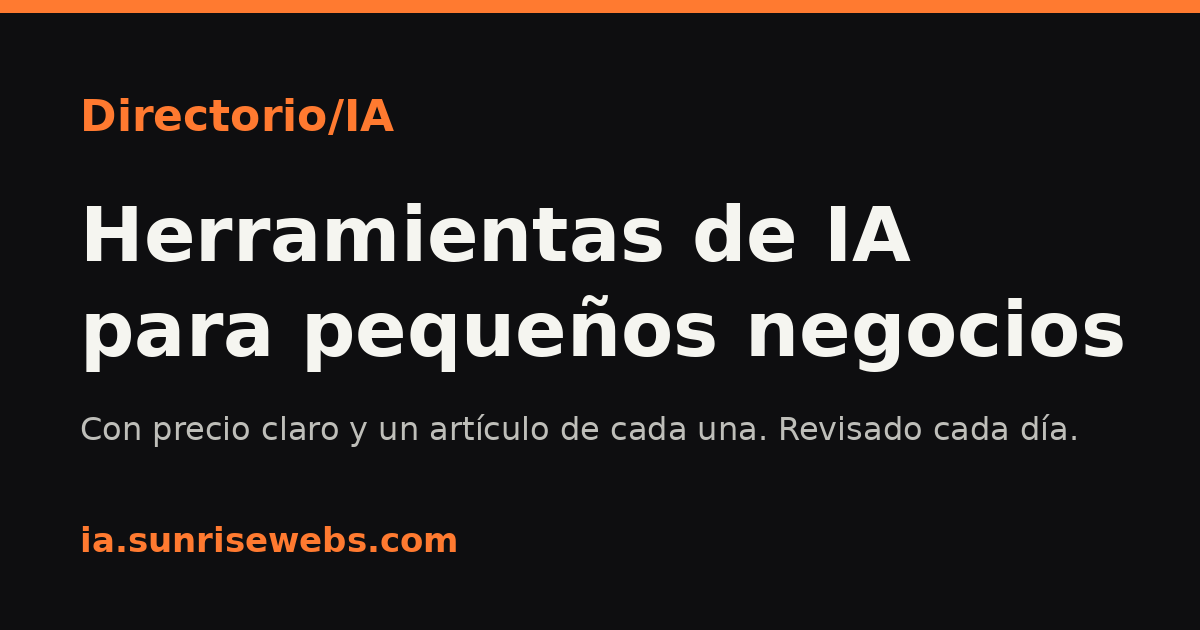 Directorio/IA
Herramientas de IA
para pequeños negocios
Con precio claro y un artículo de cada una. Revisado cada día.
ia.sunrisewebs.com